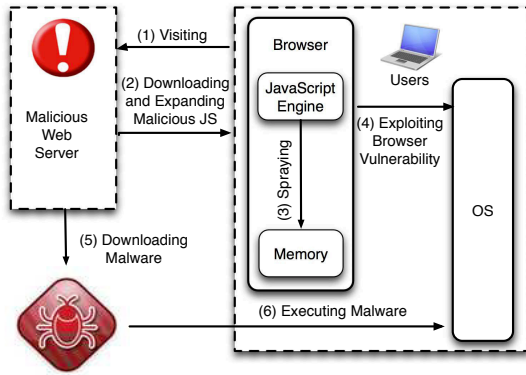 (1) Visiting
Malicious
Web
Server
(2) Downloading
and Expanding
Malicious JS
Browser
JavaScript
Engine
(3) Spraying
Memory
Users
(4) Exploiting
Browser
Vulnerability
OS
(5) Downloading
Malware
(6) Executing Malware